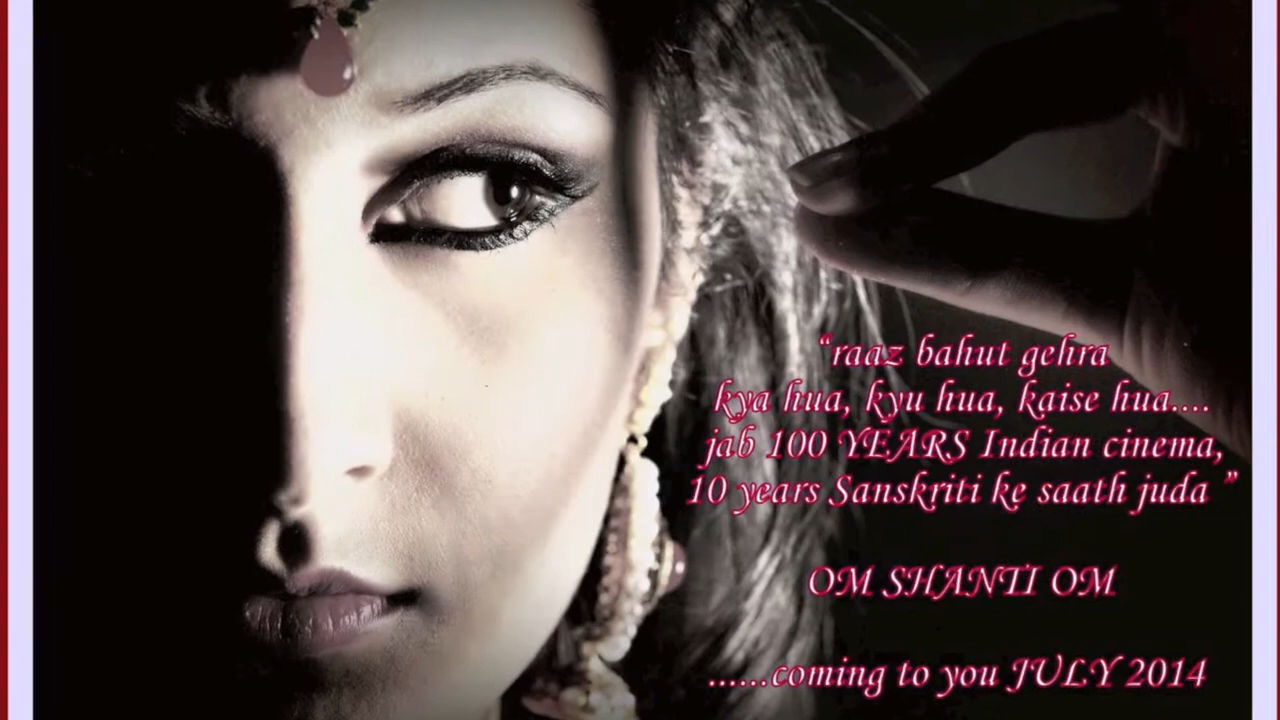 “raaz bahut gehra
kya hua, kyu hua, kaise hua....
jab 100 YEARS Indian cinema,
10 years Sanskriti ke saath juda ”
OM SHANTI OM
......coming to you JULY 2014